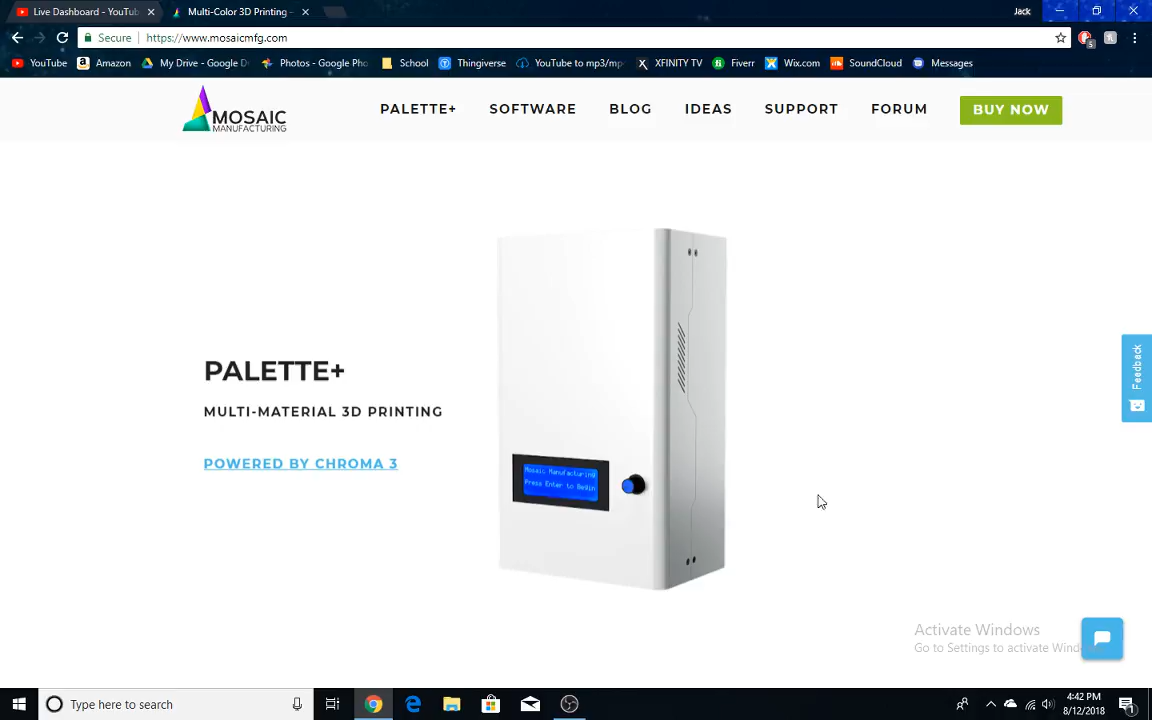 Live Dashboard - YouTub
Multi-Color 3D Printing -
Jack
Secure
https://www.mosaicmfg.com
5
YouTube
Amazon
My Drive - Google D
Photos - Google Pho
School
Thingiverse
YouTube to mp3/mp
XFINITY TV
Fiverr
Wix.com
SoundCloud
Messages
MOSAIC
MANUFACTURING
PALETTE+
SOFTWARE
BLOG
IDEAS
SUPPORT
FORUM
BUY NOW
PALETTE+
MULTI-MATERIAL 3D PRINTING
POWERED BY CHROMA 3
Mosaic Manufacturing
Press Enter to Begin
Feedback
Activate Windows
Go to Settings to activate Wind
Type here to search
4:42 PM
8/12/2018
1